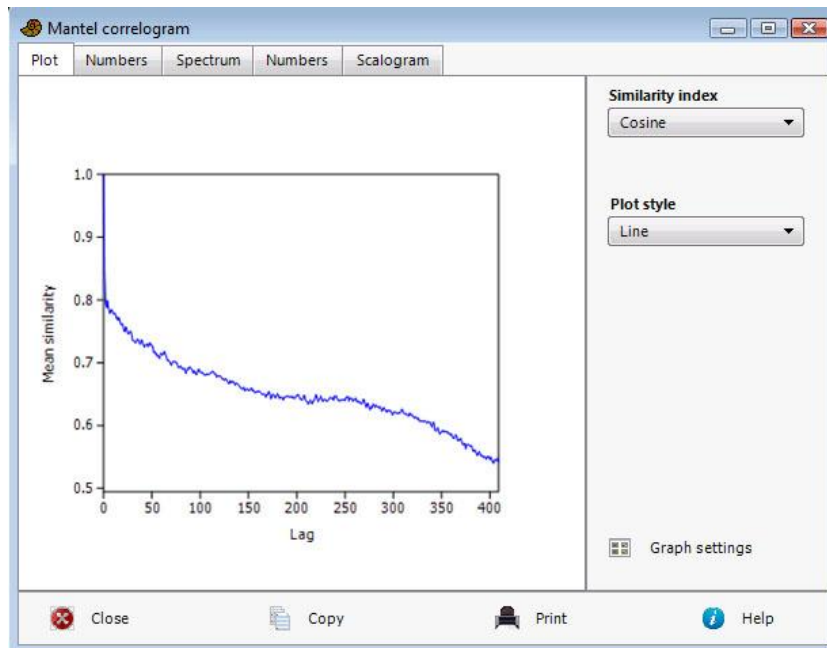 Mantel correlogram
Plot Numbers Spectrum Numbers Scalogram
Similarity index
Cosine
Plot style
Line
Mean similarity
1.0
0.9
0.8
0.7
0.6
0.5
0 50 100 150 200 250 300 350 400
Lag
Graph settings
Close Copy Print Help